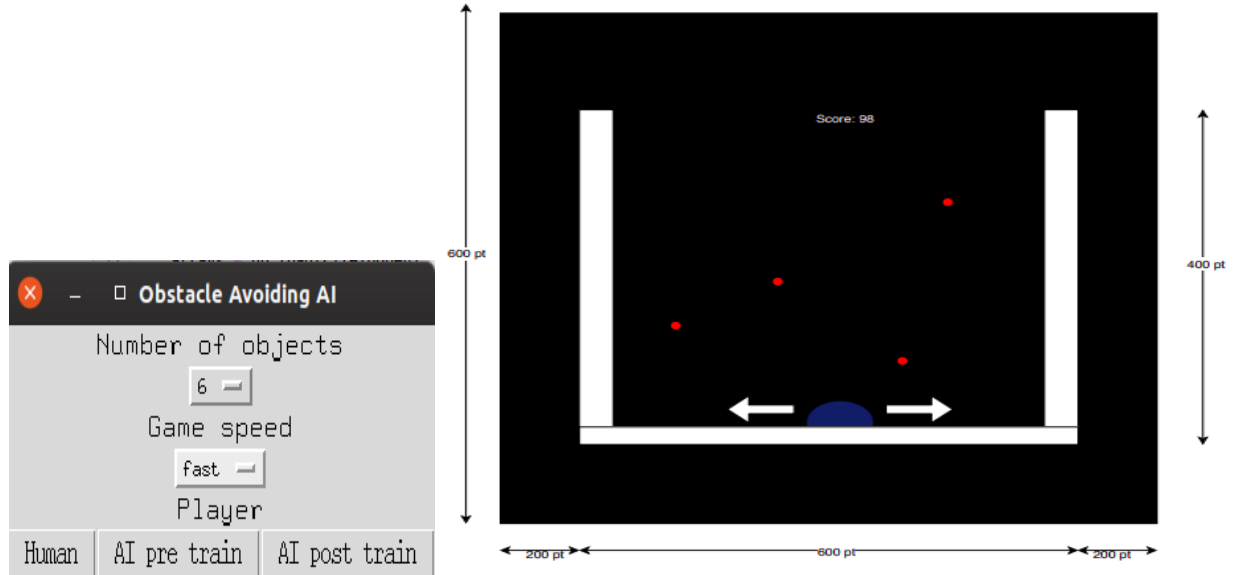 Obstacle Avoiding AI
Number of objects
6
Game speed
fast
Player
Human AI pre train AI post train
600 pt
Score: 98
400 pt
200 pt 600 pt 200 pt